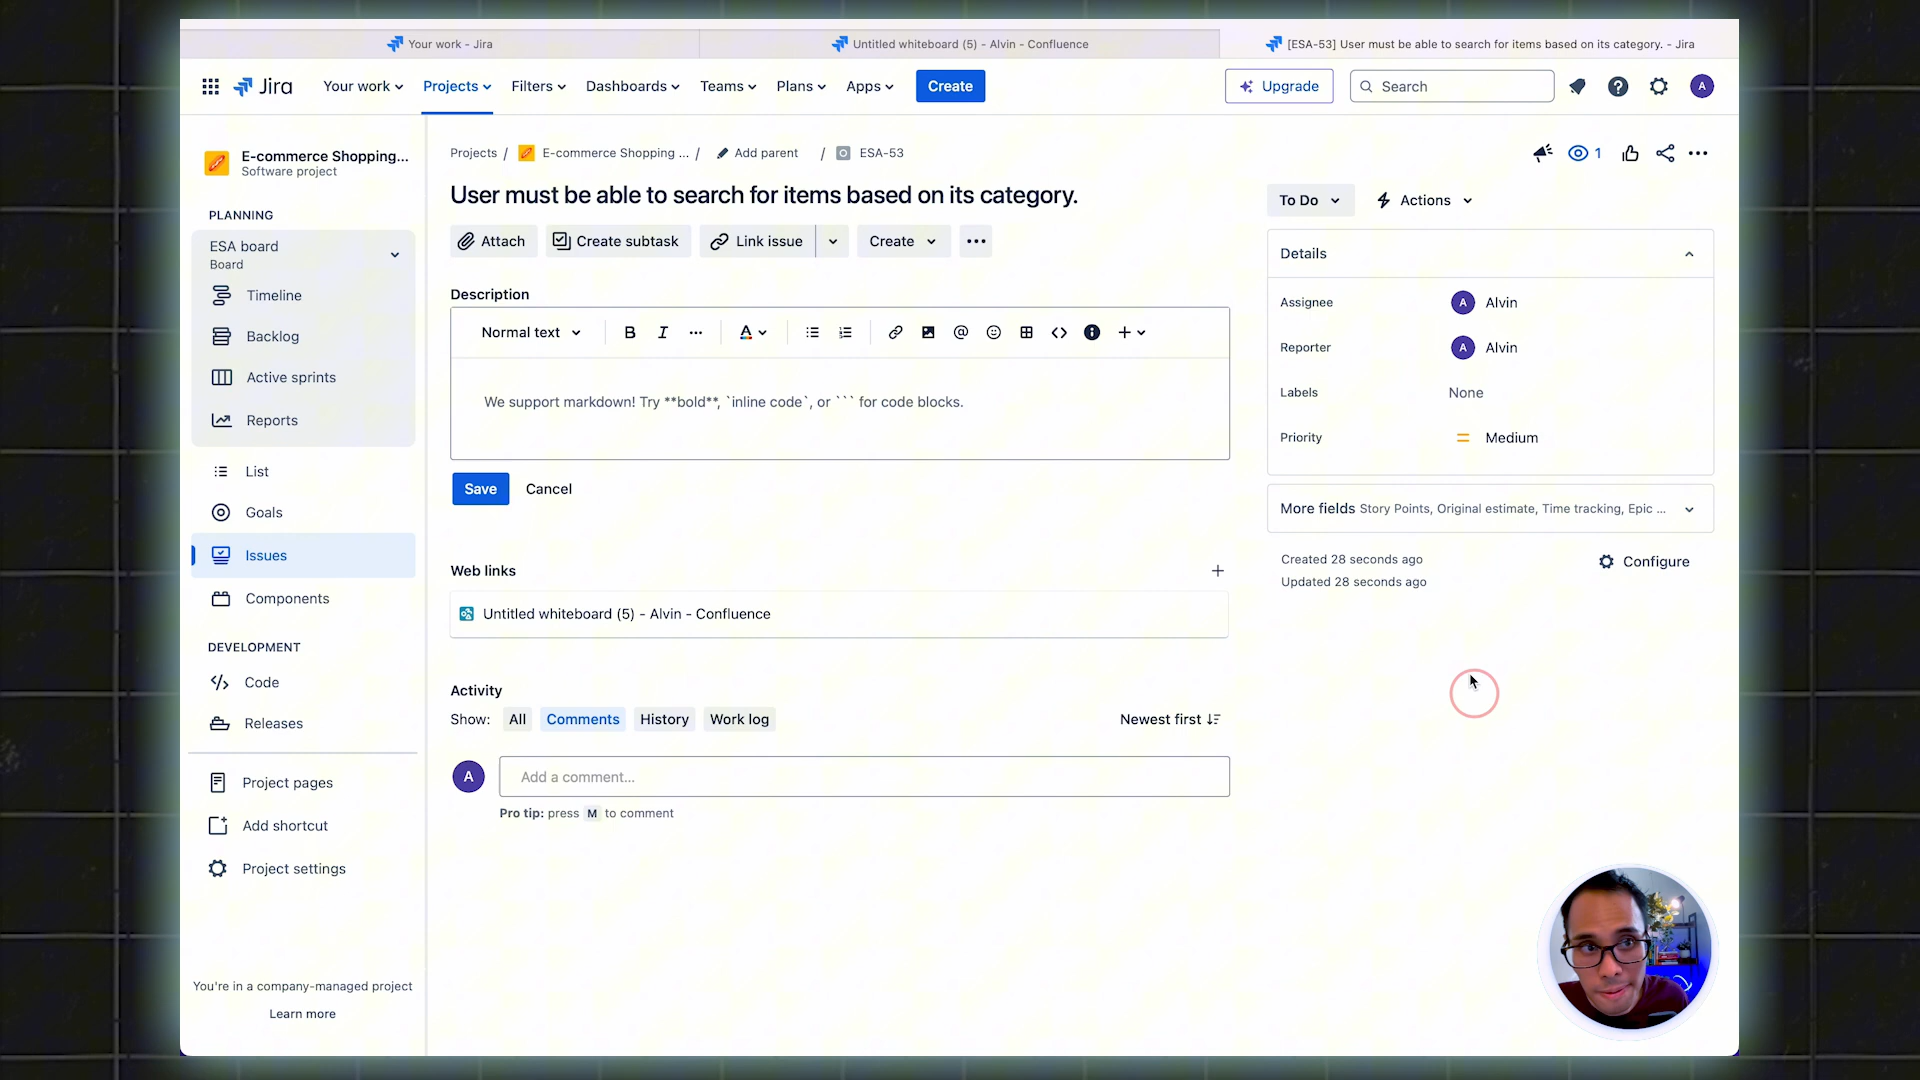 Your work - Jira
Untitled whiteboard (5) - Alvin - Confluence
[ESA-53] User must be able to search for items based on its category. - Jira
Jira
Your work
Projects
Filters
Dashboards
Teams
Plans
Apps
Create
Upgrade
Search
A
E-commerce Shopping...
Software project
PLANNING
ESA board
Board
Timeline
Backlog
Active sprints
Reports
List
Goals
Issues
Components
DEVELOPMENT
Code
Releases
Project pages
Add shortcut
Project settings
You're in a company-managed project
Learn more
Projects / E-commerce Shopping ... / Add parent / ESA-53
1
User must be able to search for items based on its category.
Attach
Create subtask
Link issue
Create
Description
Normal text
B I ... A
We support markdown! Try **bold**, `inline code`, or ``` for code blocks.
Save
Cancel
Web links
Untitled whiteboard (5) - Alvin - Confluence
Activity
Show: All Comments History Work log
Newest first
A
Add a comment...
Pro tip: press M to comment
To Do
Actions
Details
Assignee A Alvin
Reporter A Alvin
Labels None
Priority Medium
More fields Story Points, Original estimate, Time tracking, Epic ...
Created 28 seconds ago
Updated 28 seconds ago
Configure